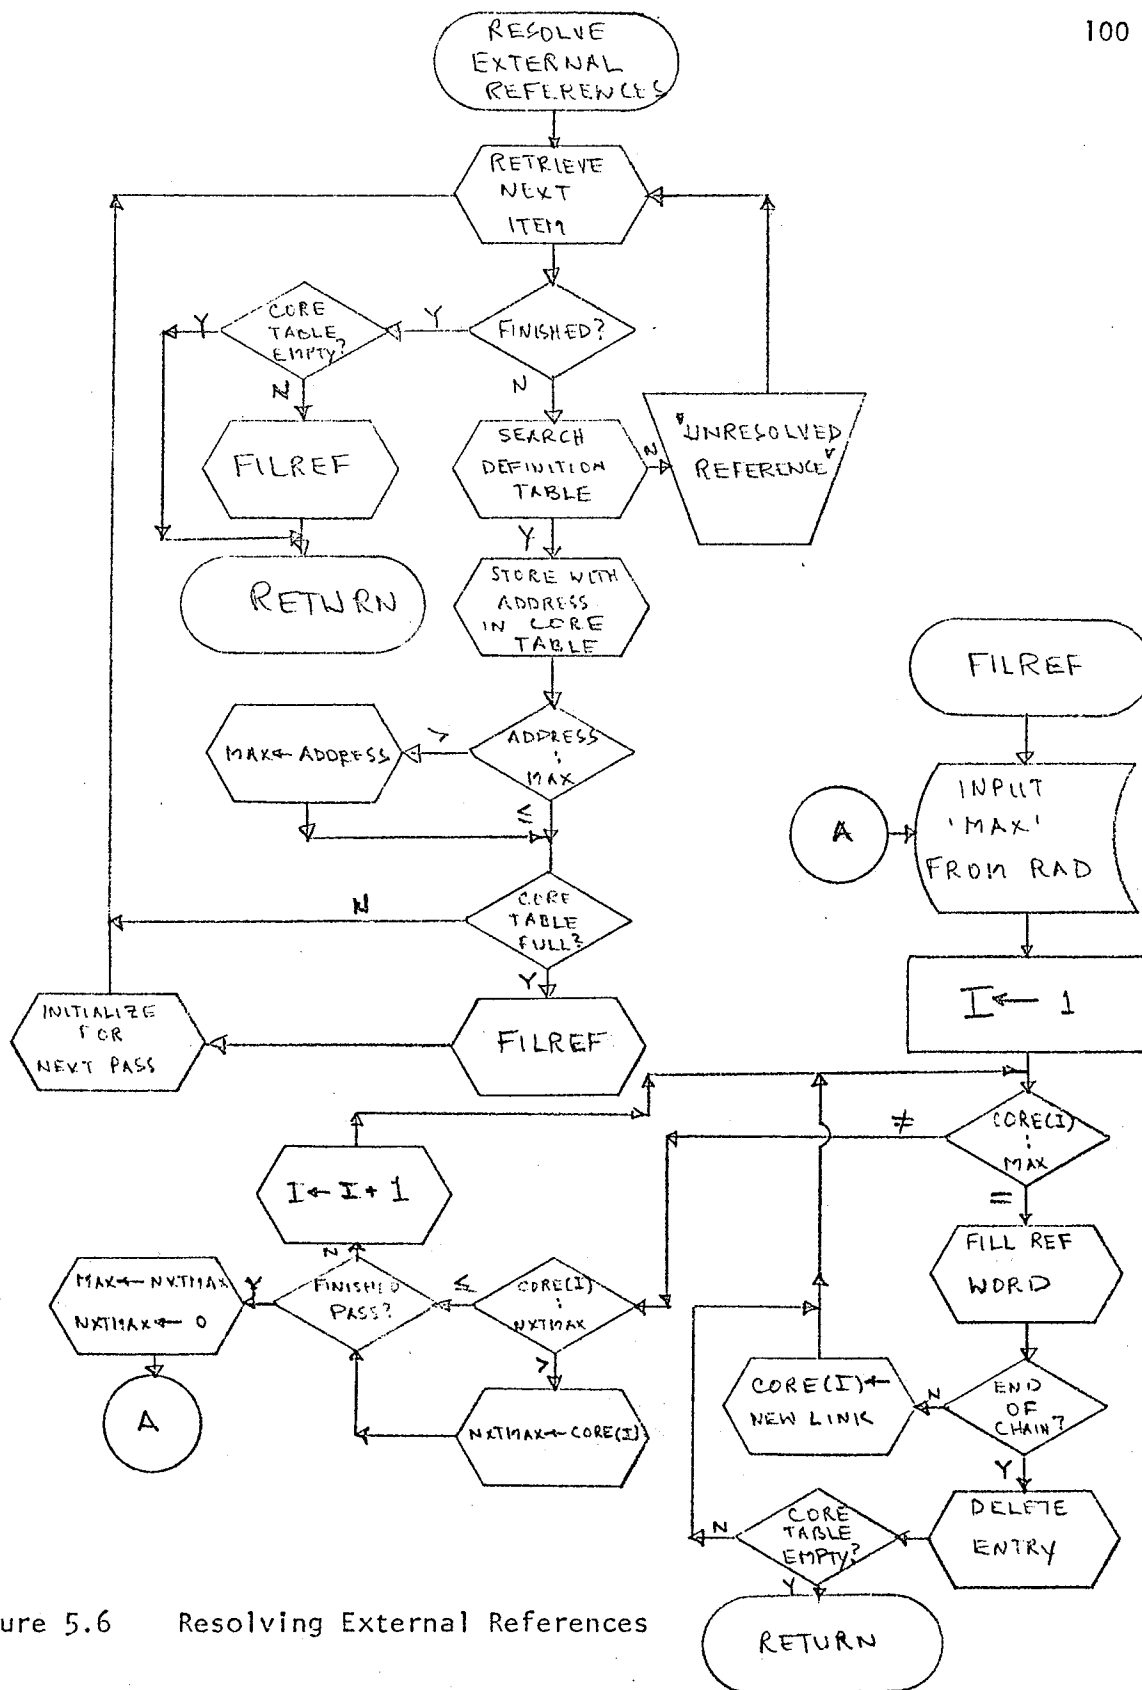 100
RESOLVE
EXTERNAL
REFERENCES
RETRIEVE
NEXT
ITEM
FINISHED?
Y
N
CORE
TABLE
EMPTY?
Y
N
FILREF
RETURN
SEARCH
DEFINITION
TABLE
N
Y
"UNRESOLVED
REFERENCE"
STORE WITH
ADDRESS
IN CORE
TABLE
ADDRESS
:
MAX
>
≤
MAX← ADDRESS
CORE
TABLE
FULL?
N
Y
FILREF
INITIALIZE
FOR
NEXT PASS
FILREF
A
INPUT
'MAX'
FROM RAD
I ← 1
CORE(I)
:
MAX
≠
=
FILL REF
WORD
END
OF
CHAIN?
N
Y
CORE(I)←
NEW LINK
DELETE
ENTRY
CORE
TABLE
EMPTY?
N
Y
RETURN
I ← I + 1
CORE(I)
:
NXTMAX
≤
>
NXTMAX← CORE(I)
FINISHED
PASS?
N
Y
MAX← NXTMAX
NXTMAX← 0
A
ure 5.6 Resolving External References